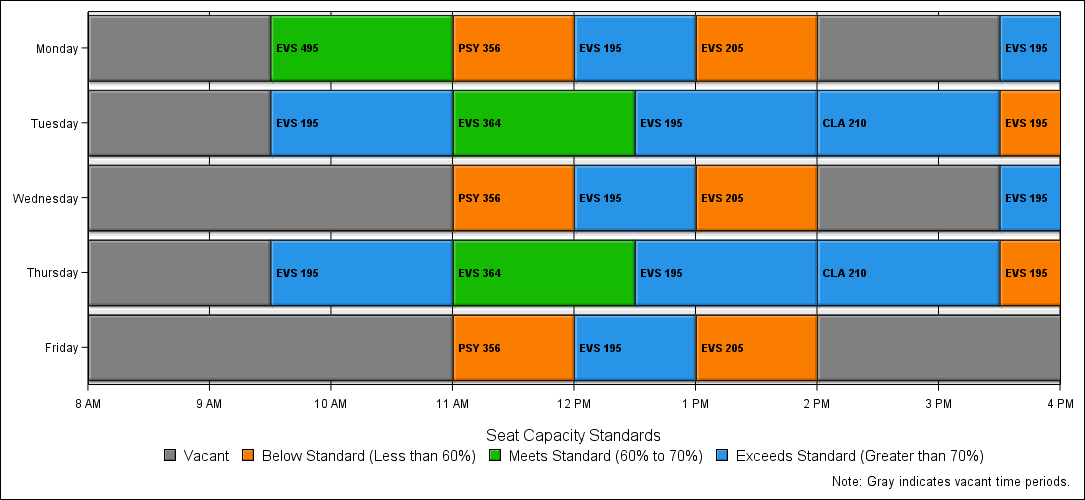 Monday EVS 495 PSY 356 EVS 195 EVS 205 EVS 195
Tuesday EVS 195 EVS 364 EVS 195 CLA 210 EVS 195
Wednesday PSY 356 EVS 195 EVS 205 EVS 195
Thursday EVS 195 EVS 364 EVS 195 CLA 210 EVS 195
Friday PSY 356 EVS 195 EVS 205
8 AM 9 AM 10 AM 11 AM 12 PM 1 PM 2 PM 3 PM 4 PM
Seat Capacity Standards
Vacant Below Standard (Less than 60%) Meets Standard (60% to 70%) Exceeds Standard (Greater than 70%)
Note: Gray indicates vacant time periods.